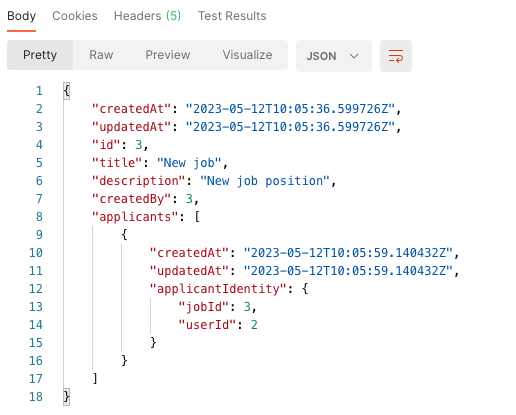 Body Cookies Headers (5) Test Results
Pretty Raw Preview Visualize JSON
1 {
2 "createdAt": "2023-05-12T10:05:36.599726Z",
3 "updatedAt": "2023-05-12T10:05:36.599726Z",
4 "id": 3,
5 "title": "New job",
6 "description": "New job position",
7 "createdBy": 3,
8 "applicants": [
9 {
10 "createdAt": "2023-05-12T10:05:59.140432Z",
11 "updatedAt": "2023-05-12T10:05:59.140432Z",
12 "applicantIdentity": {
13 "jobId": 3,
14 "userId": 2
15 }
16 }
17 ]
18 }